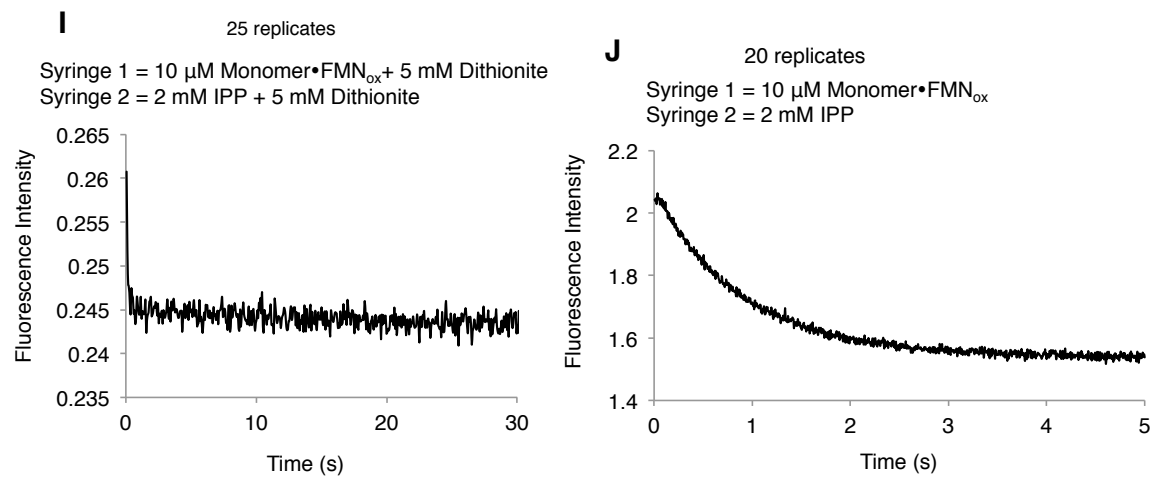 I
25 replicates
Syringe 1 = 10 µM Monomer•FMNox+ 5 mM Dithionite
Syringe 2 = 2 mM IPP + 5 mM Dithionite
0.265
0.26
0.255
0.25
0.245
0.24
0.235
Fluorescence Intensity
0 10 20 30
Time (s)
J
20 replicates
Syringe 1 = 10 µM Monomer•FMNox
Syringe 2 = 2 mM IPP
2.2
2
1.8
1.6
1.4
Fluorescence Intensity
0 1 2 3 4 5
Time (s)